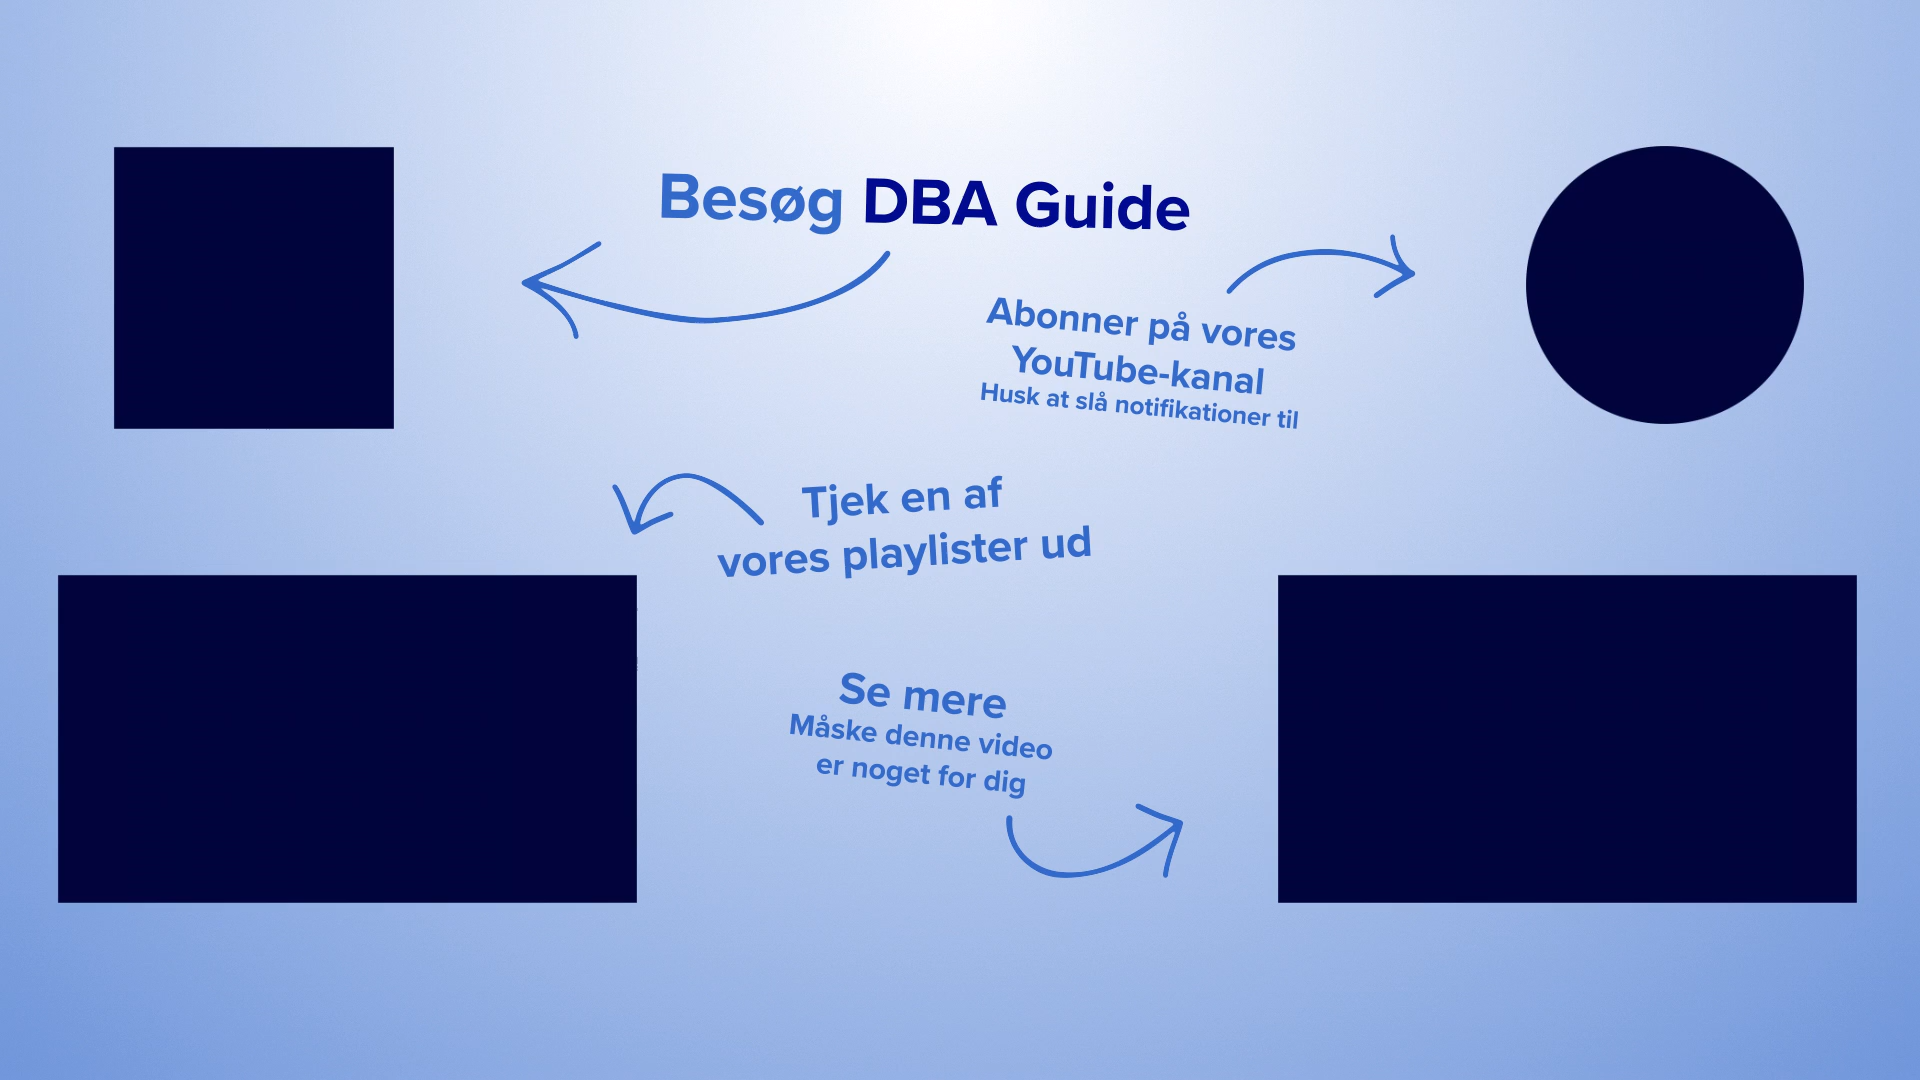 Besøg DBA Guide
Abonner på vores
YouTube-kanal
Husk at slå notifikationer til
Tjek en af
vores playlister ud
Se mere
Måske denne video
er noget for dig